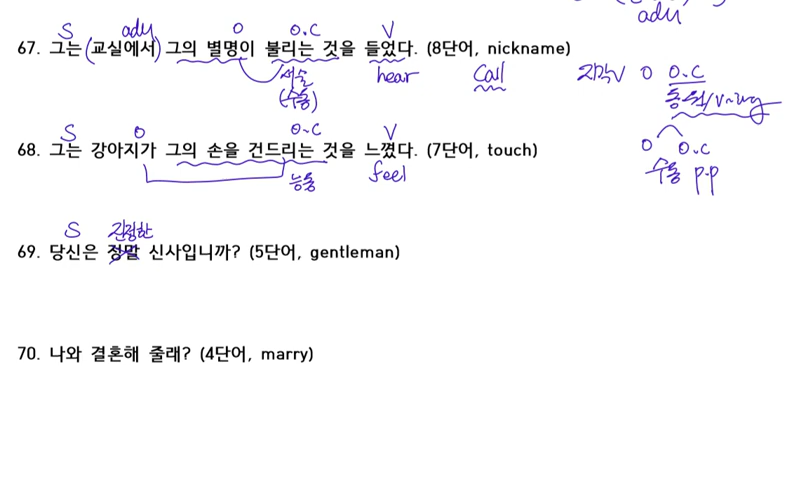 adv
S adv O O.C V
67. 그는 (교실에서) 그의 별명이 불리는 것을 들었다. (8단어, nickname)
서술 hear Call 지각V O O.C
(수동) 동원/V-ing
S O O-C V O O.C
68. 그는 강아지가 그의 손을 건드리는 것을 느꼈다. (7단어, touch)
능동 feel 수동 p.p
S 진정한
69. 당신은 정말 신사입니까? (5단어, gentleman)
70. 나와 결혼해 줄래? (4단어, marry)